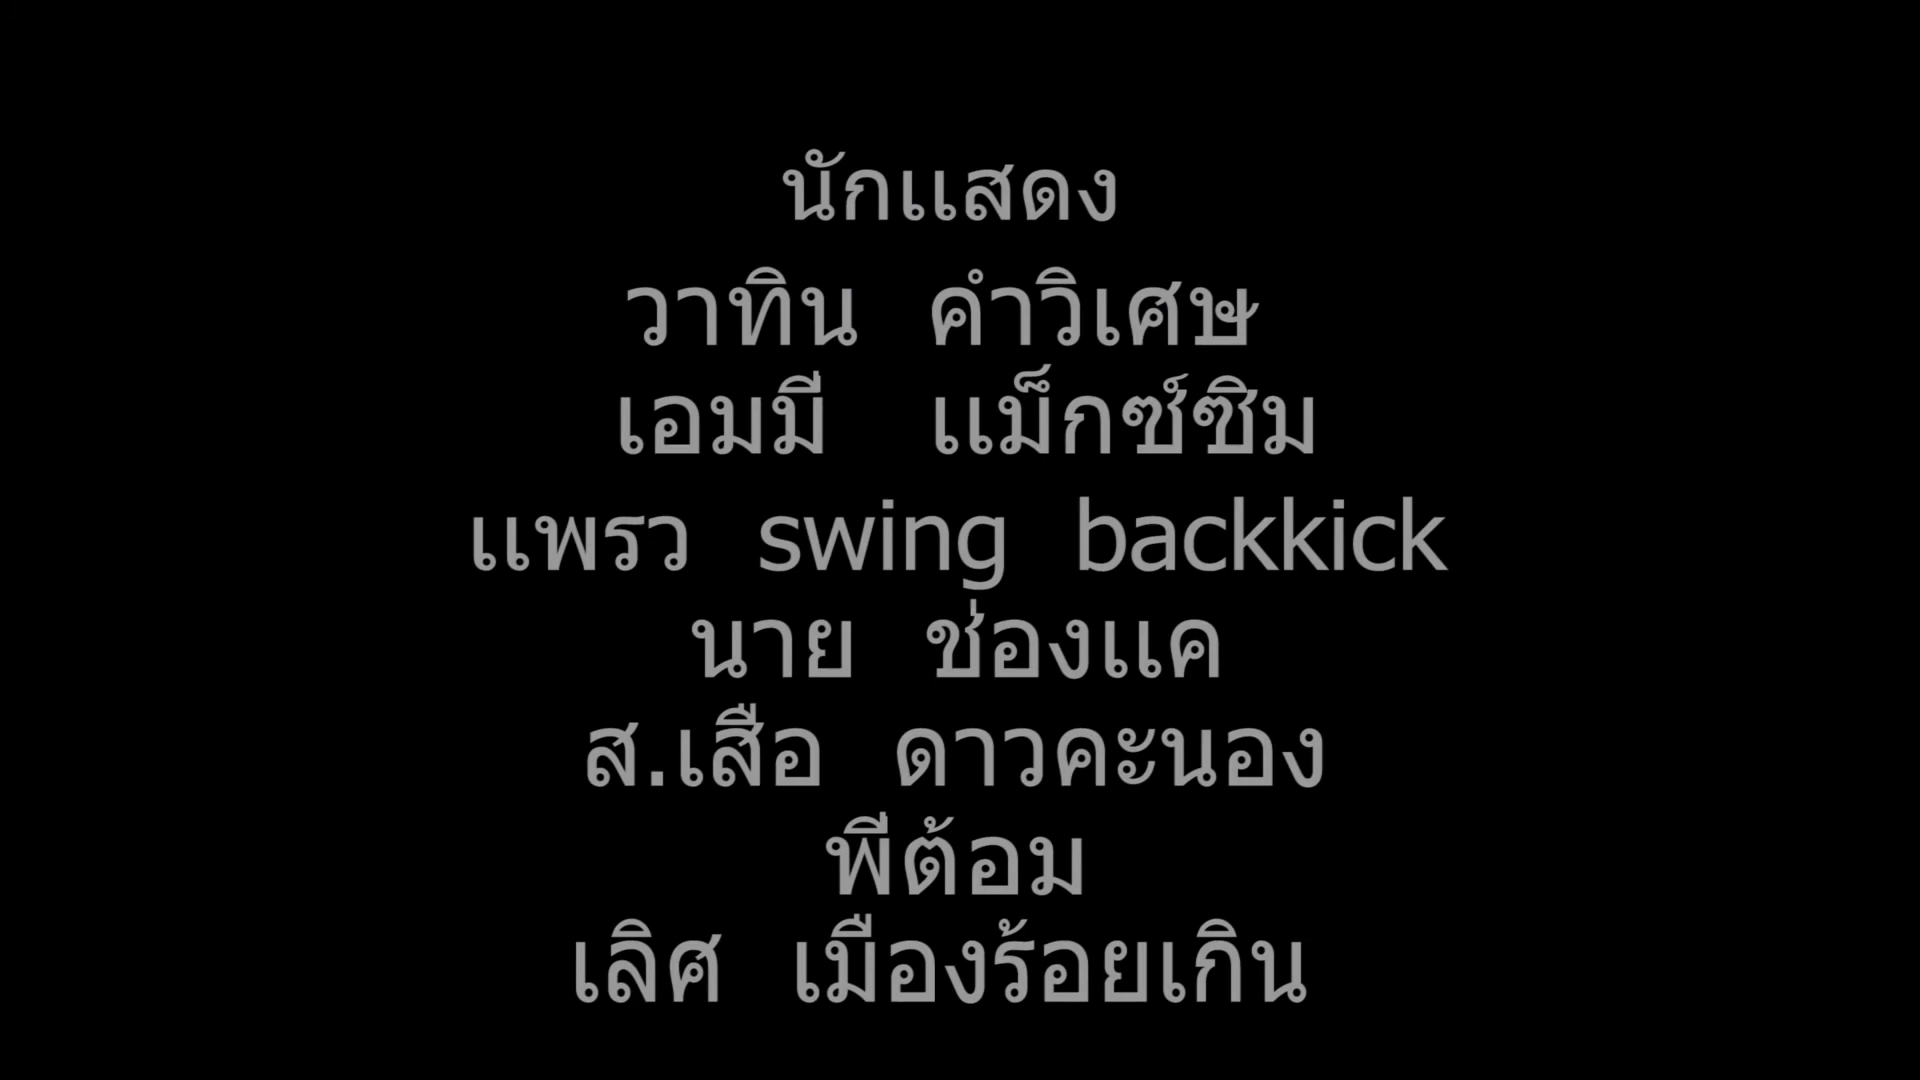 นักแสดง
วาทิน คำวิเศษ
เอมมี แม็กซ์ซิม
แพรว swing backkick
นาย ช่องแค
ส.เสือ ดาวคะนอง
พีต้อม
เลิศ เมืองร้อยเกิน